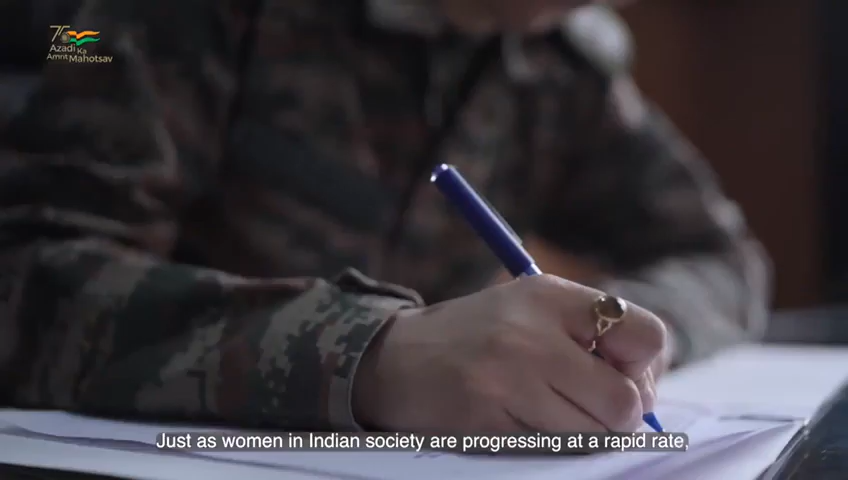 75
Azadi Ka
Amrit Mahotsav
Just as women in Indian society are progressing at a rapid rate,